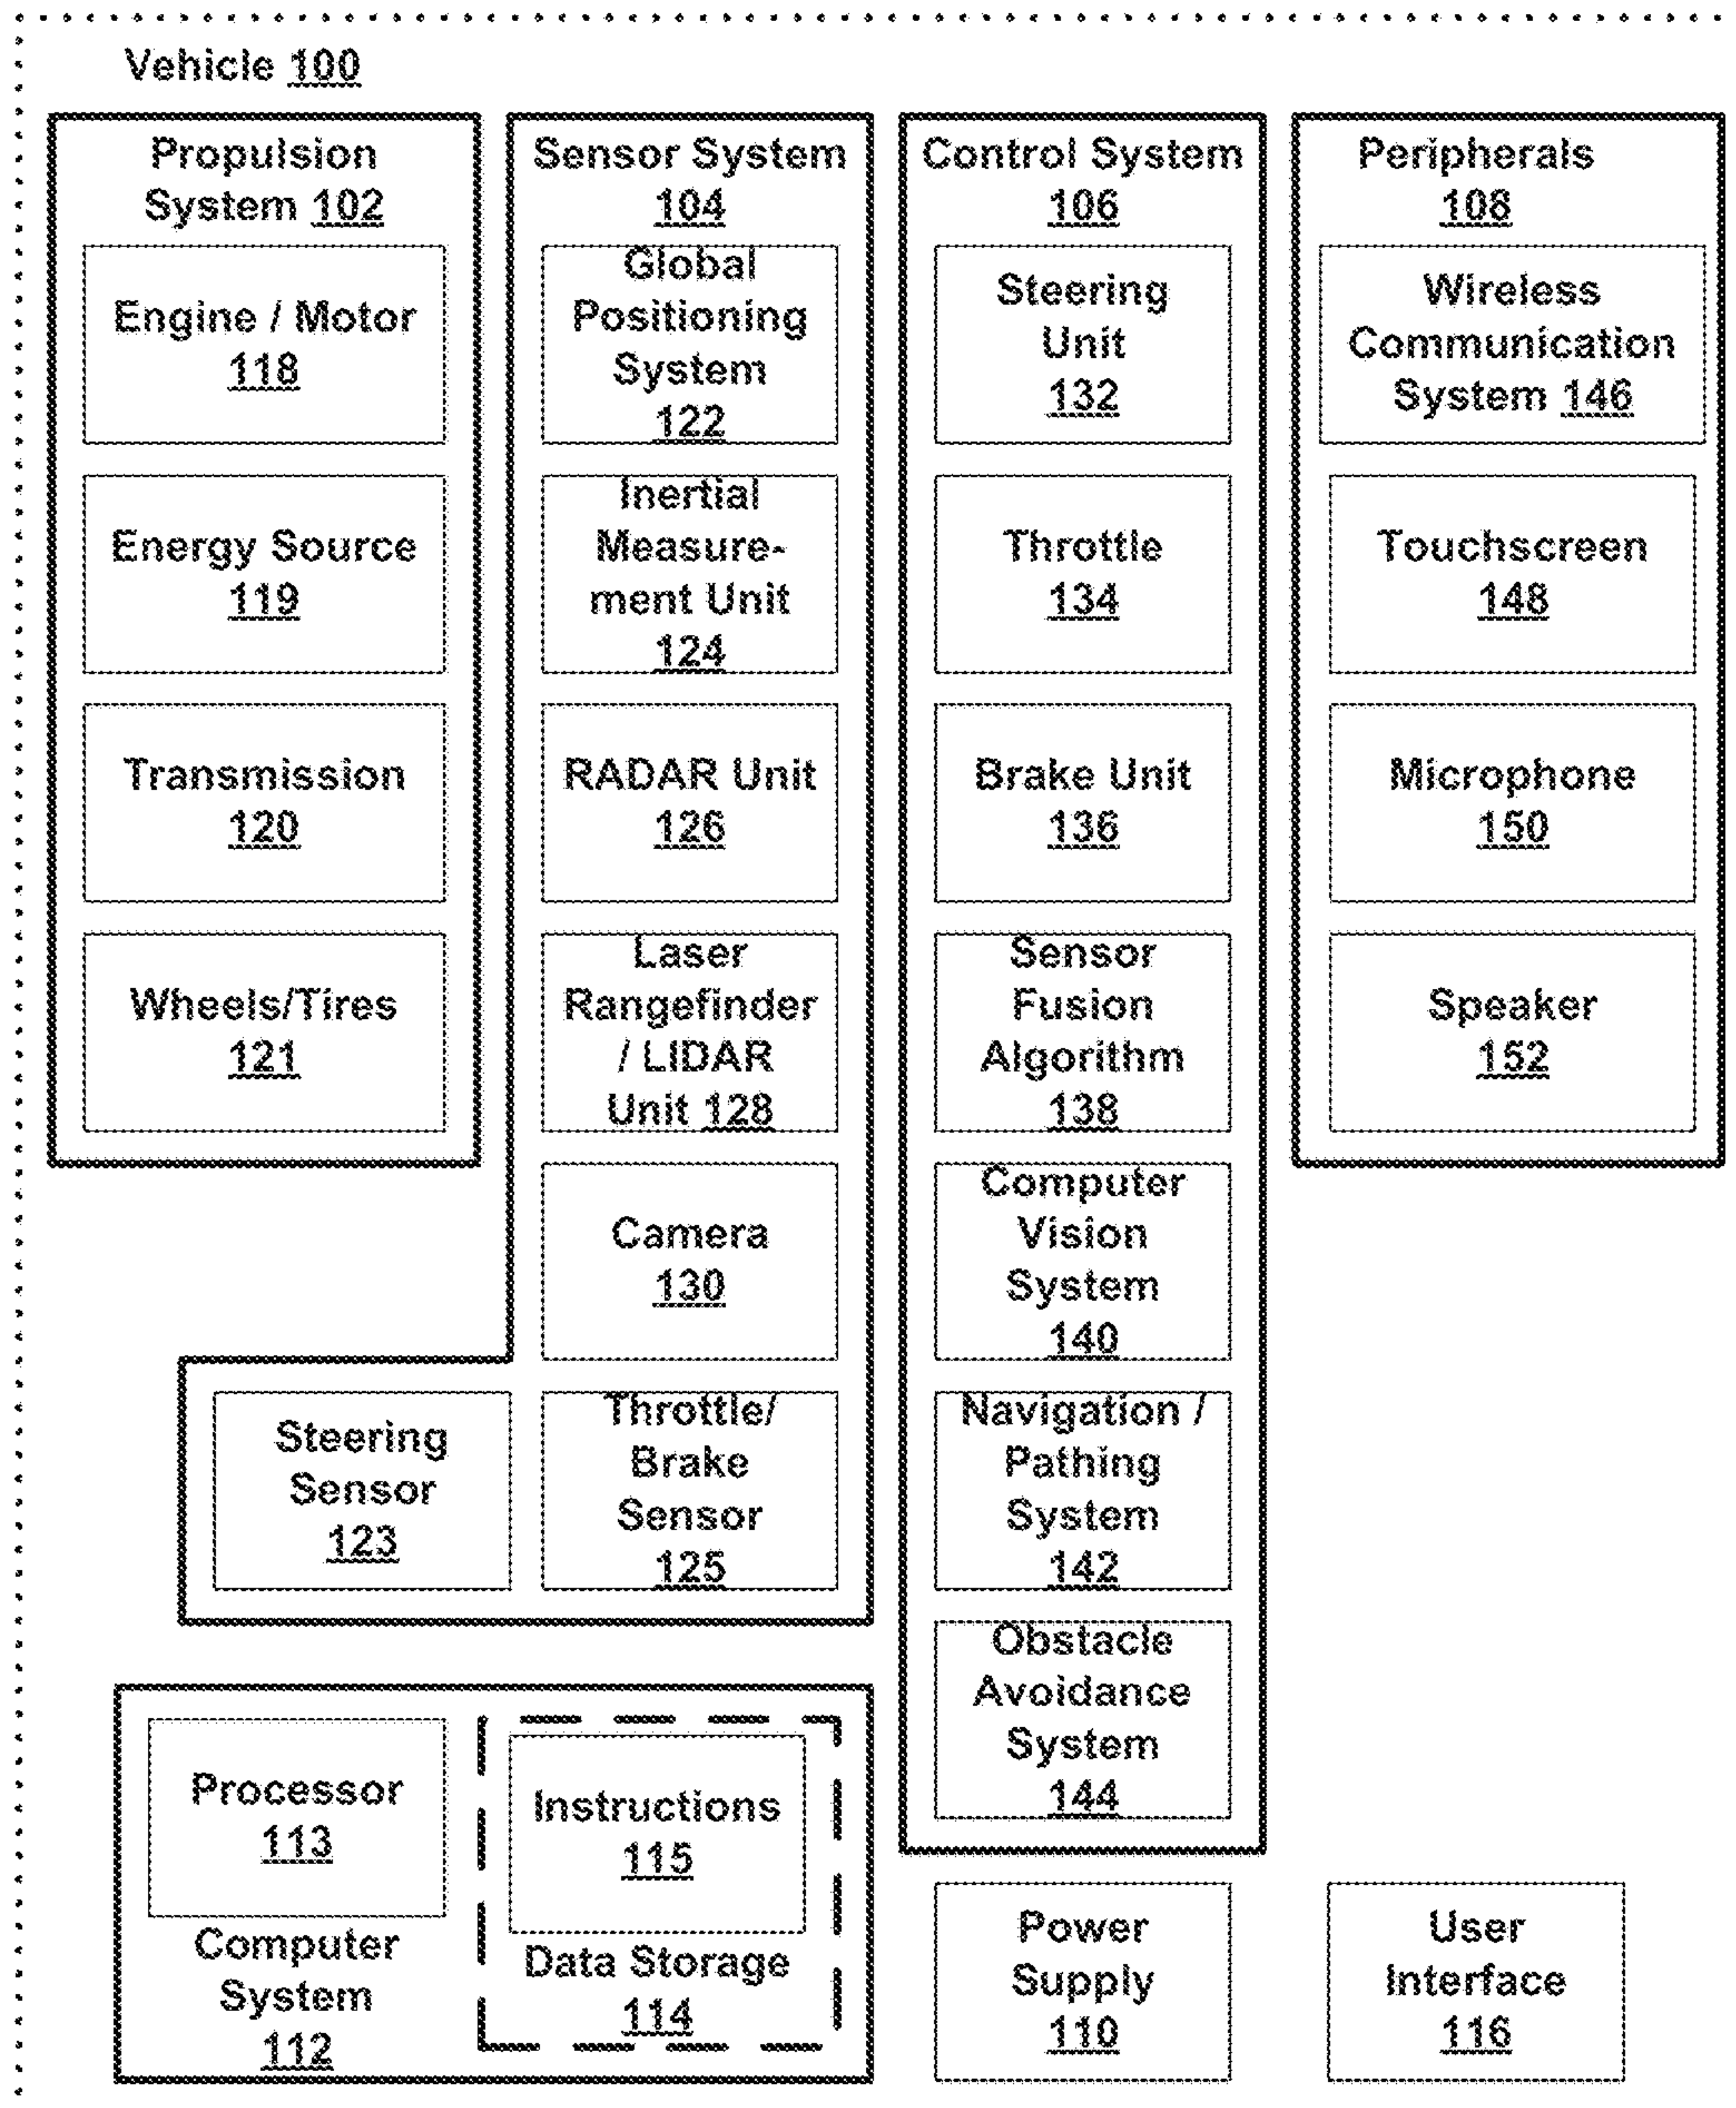 Vehicle 100
Propulsion
System 102
Engine / Motor
118
Energy Source
119
Transmission
120
Wheels/Tires
121
Sensor System
104
Global
Positioning
System
122
Inertial
Measure-
ment Unit
124
RADAR Unit
126
Laser
Rangefinder
/ LIDAR
Unit 128
Camera
130
Steering
Sensor
123
Throttle/
Brake
Sensor
125
Control System
106
Steering
Unit
132
Throttle
134
Brake Unit
136
Sensor
Fusion
Algorithm
138
Computer
Vision
System
140
Navigation /
Pathing
System
142
Obstacle
Avoidance
System
144
Peripherals
108
Wireless
Communication
System 146
Touchscreen
148
Microphone
150
Speaker
152
Processor
113
Computer
System
112
Instructions
115
Data Storage
114
Power
Supply
110
User
Interface
116